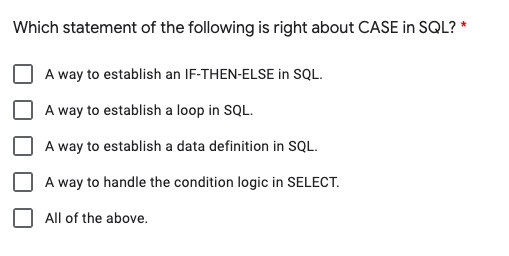 Which statement of the following is right about CASE in SQL? *
A way to establish an IF-THEN-ELSE in SQL.
A way to establish a loop in SQL.
A way to establish a data definition in SQL.
A way to handle the condition logic in SELECT.
All of the above.